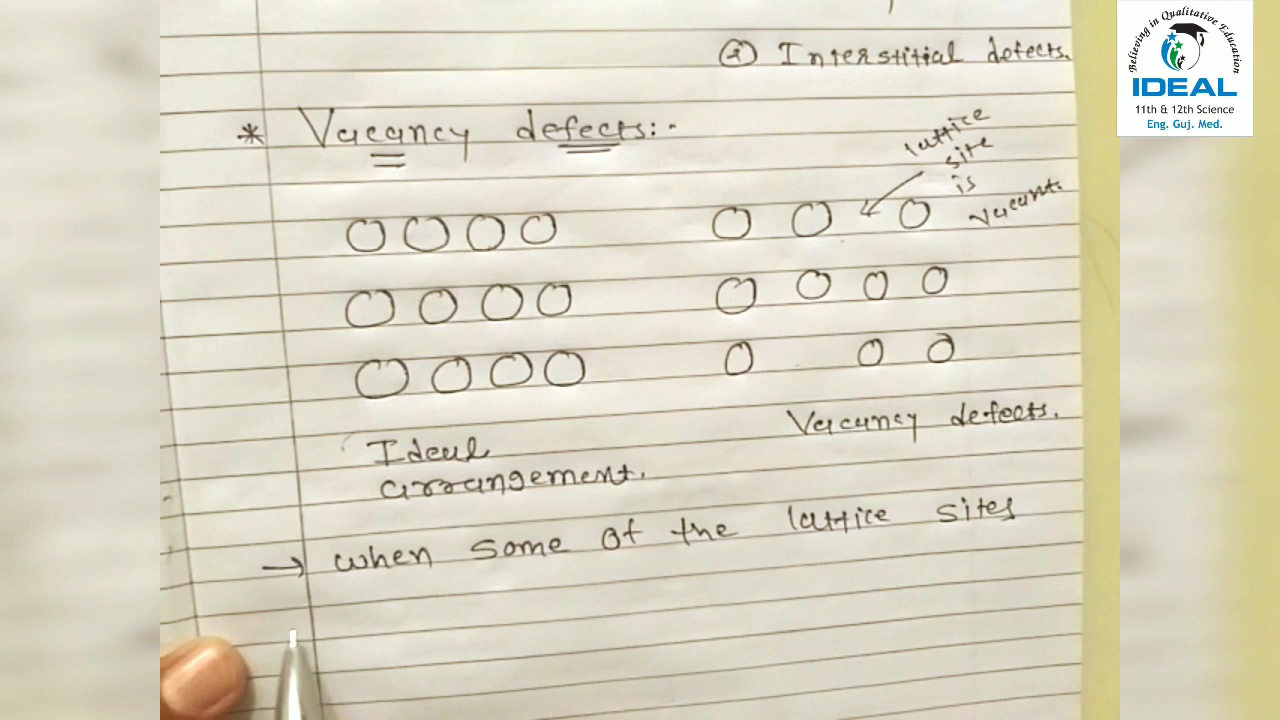 ② Interstitial defects.
* Vacancy defects:-
lattice
site
is
vacant.
Ideal
arrangement.
Vacancy defects.
→ when some of the lattice sites
Believing in Qualitative Education
IDEAL
11th & 12th Science
Eng. Guj. Med.